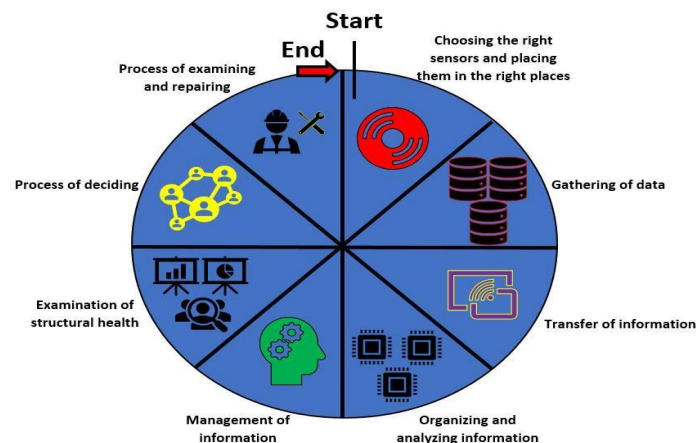 Start
End
Choosing the right
sensors and placing
them in the right places
Gathering of data
Transfer of information
Organizing and
analyzing information
Management of
information
Examination of
structural health
Process of deciding
Process of examining
and repairing